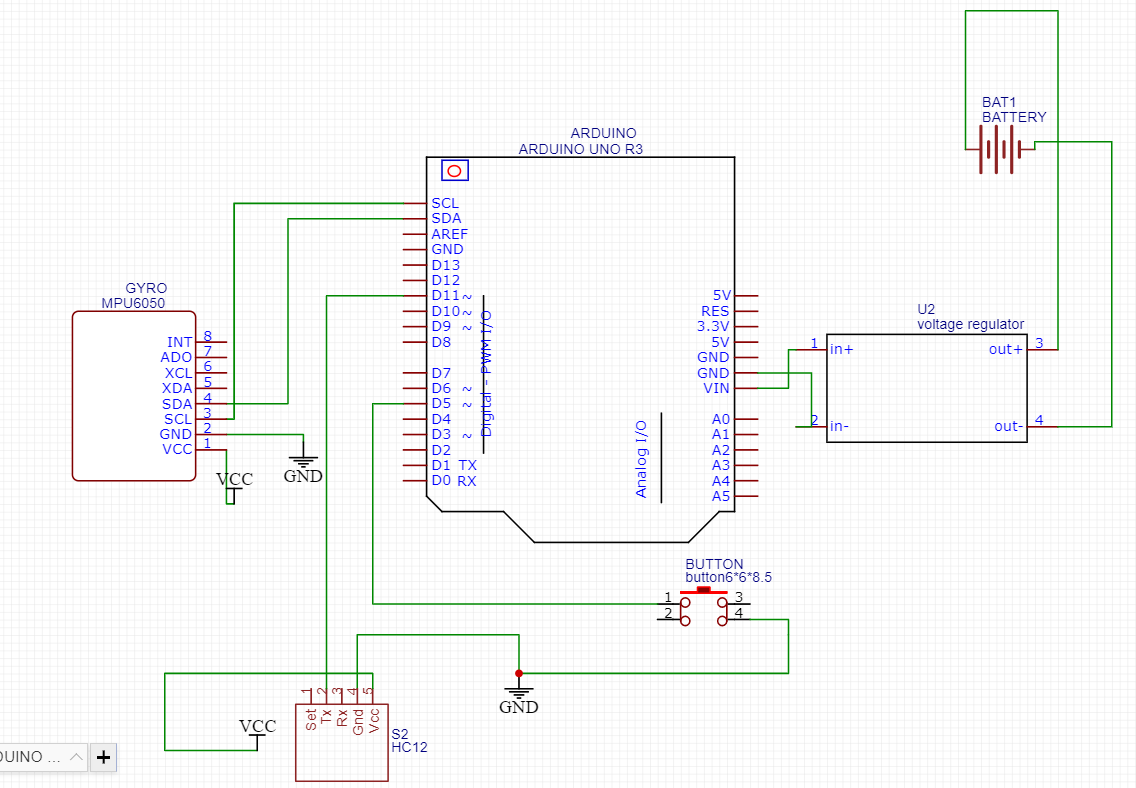 BAT1
BATTERY
ARDUINO
ARDUINO UNO R3
SCL
SDA
AREF
GND
D13
D12
D11 ~
D10 ~
D9 ~
D8
D7
D6 ~
D5 ~
D4
D3 ~
D2
D1 TX
D0 RX
Digital - PWM I/O
Analog I/O
5V
RES
3.3V
5V
GND
GND
VIN
A0
A1
A2
A3
A4
A5
GYRO
MPU6050
INT 8
ADO 7
XCL 6
XDA 5
SDA 4
SCL 3
GND 2
VCC 1
VCC
GND
U2
voltage regulator
1 in+
out+ 3
2 in-
out- 4
BUTTON
button6*6*8.5
1
2
3
4
GND
1 2 3 4 5
Set
Tx
Rx
Gnd
Vcc
S2
HC12
VCC
DUINO ...